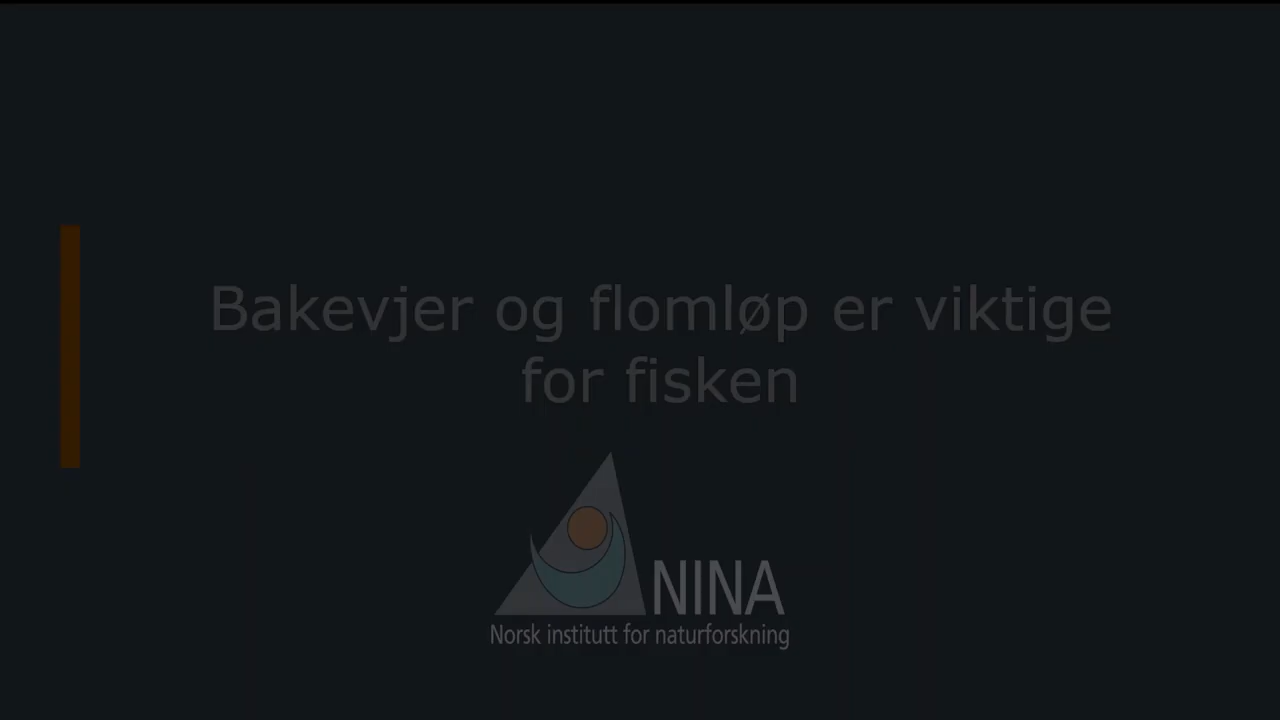 Bakevjer og flomløp er viktige
for fisken
NINA
Norsk institutt for naturforskning